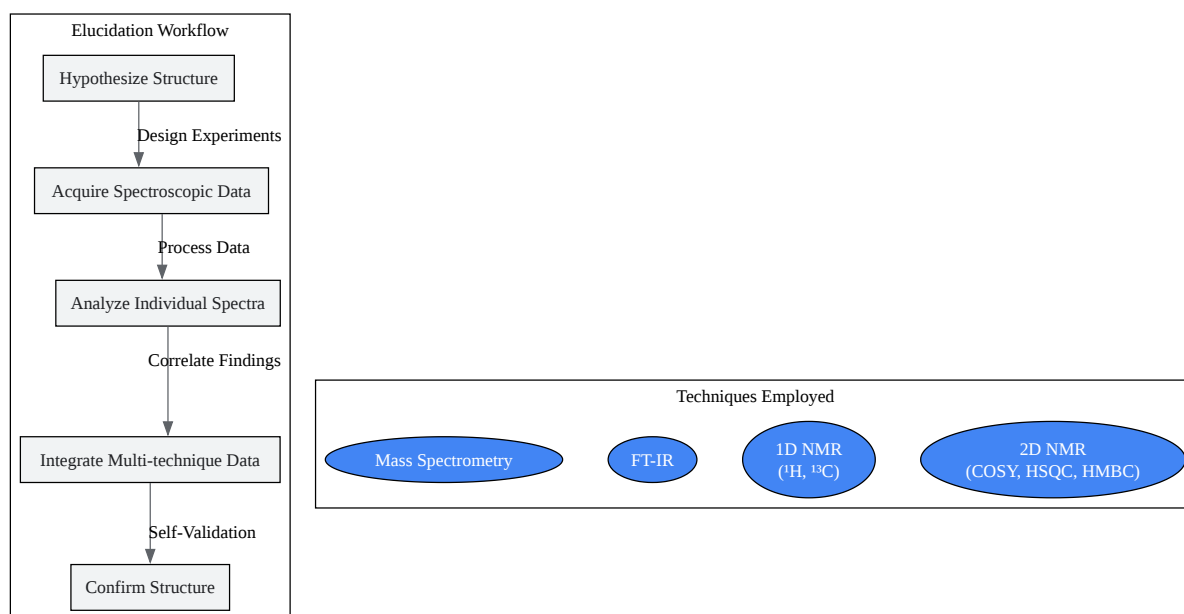 Elucidation Workflow
Hypothesize Structure
Design Experiments
Acquire Spectroscopic Data
Process Data
Analyze Individual Spectra
Correlate Findings
Integrate Multi-technique Data
Self-Validation
Confirm Structure
Techniques Employed
Mass Spectrometry
FT-IR
1D NMR
(¹H, ¹³C)
2D NMR
(COSY, HSQC, HMBC)